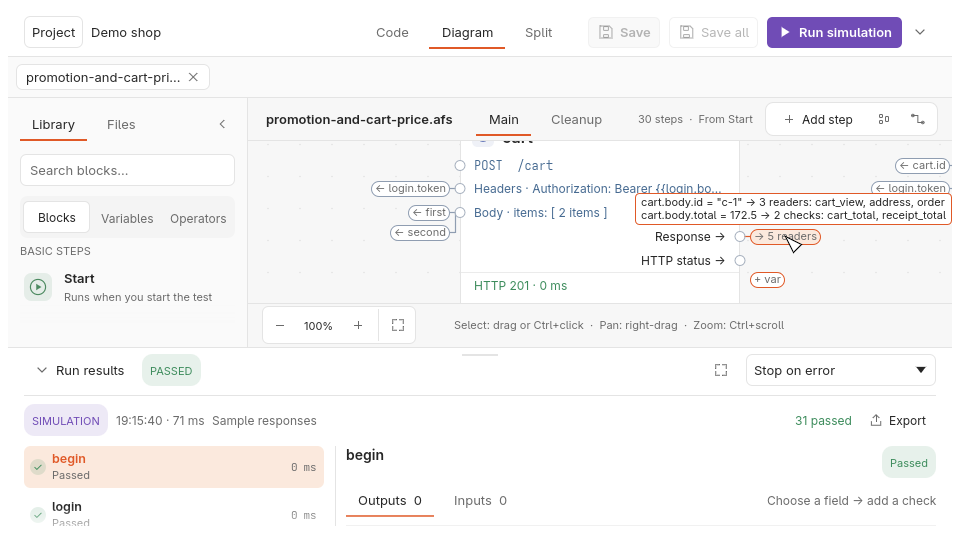 Project Demo shop Code Diagram Split Save Save all Run simulation
promotion-and-cart-pri...
Library Files
promotion-and-cart-price.afs Main Cleanup 30 steps · From Start Add step
Search blocks...
Blocks Variables Operators
BASIC STEPS
Start
Runs when you start the test
cart
POST /cart
← cart.id
← login.token
Headers · Authorization: Bearer {{login.bo...
← login.token
← first
Body · items: [ 2 items ]
← second
cart.body.id = "c-1" → 3 readers: cart_view, address, order
cart.body.total = 172.5 → 2 checks: cart_total, receipt_total
Response →
→ 5 readers
HTTP status →
+ var
HTTP 201 · 0 ms
− 100% +
Select: drag or Ctrl+click · Pan: right-drag · Zoom: Ctrl+scroll
Run results PASSED
Stop on error
SIMULATION 19:15:40 · 71 ms Sample responses
31 passed Export
begin
Passed
0 ms
login
Passed
0 ms
begin
Passed
Outputs 0 Inputs 0
Choose a field → add a check